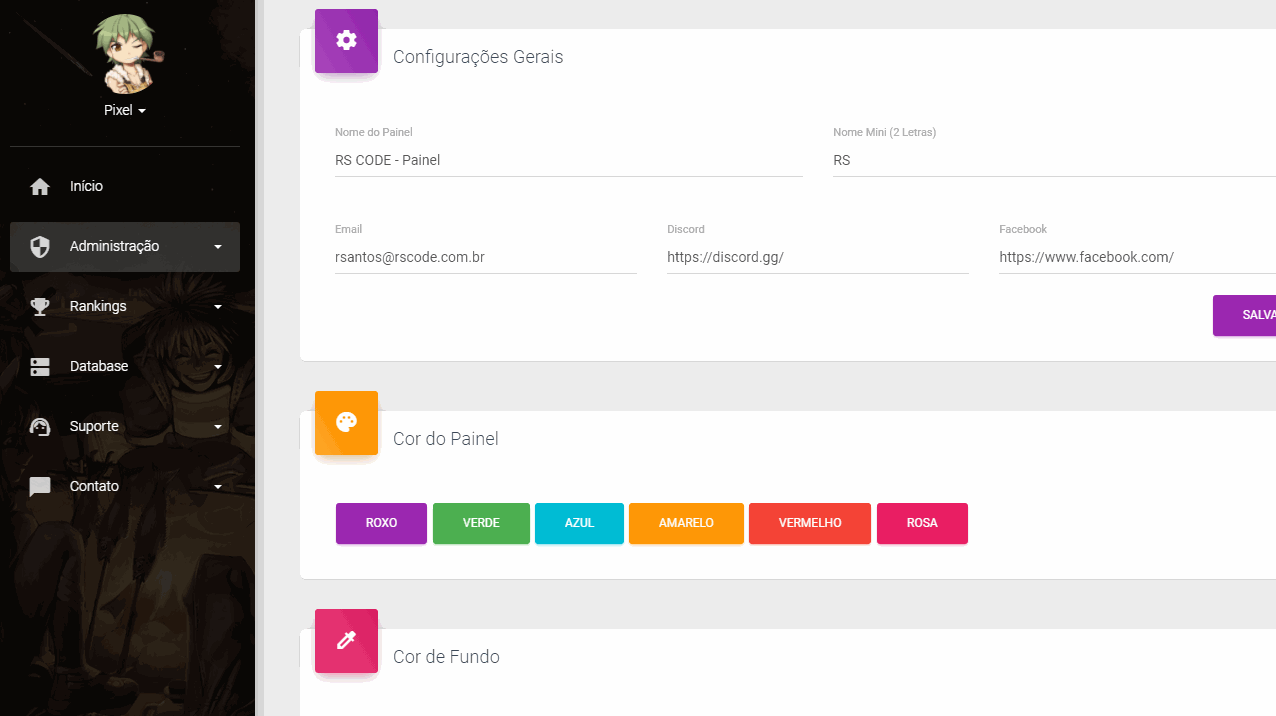 Pixel
Início
Administração
Rankings
Database
Suporte
Contato
Configurações Gerais
Nome do Painel
Nome Mini (2 Letras)
RS CODE - Painel
RS
Email
Discord
Facebook
rsantos@rscode.com.br
https://discord.gg/
https://www.facebook.com/
SALVA
Cor do Painel
ROXO
VERDE
AZUL
AMARELO
VERMELHO
ROSA
Cor de Fundo